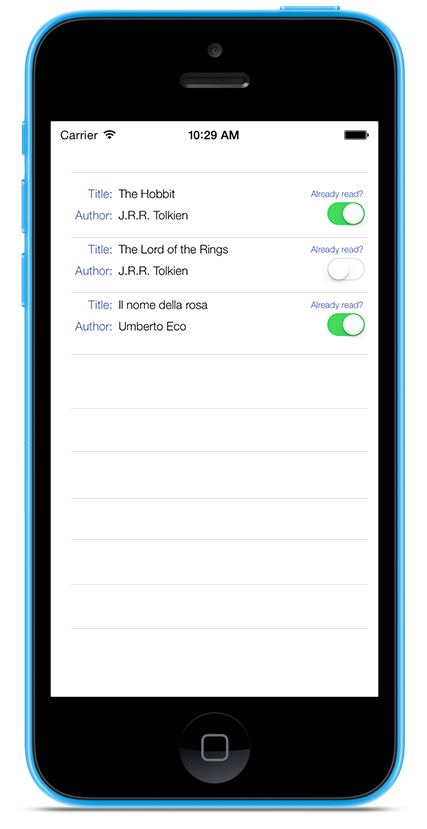 Carrier 10:29 AM
Title: The Hobbit Already read?
Author: J.R.R. Tolkien
Title: The Lord of the Rings Already read?
Author: J.R.R. Tolkien
Title: Il nome della rosa Already read?
Author: Umberto Eco